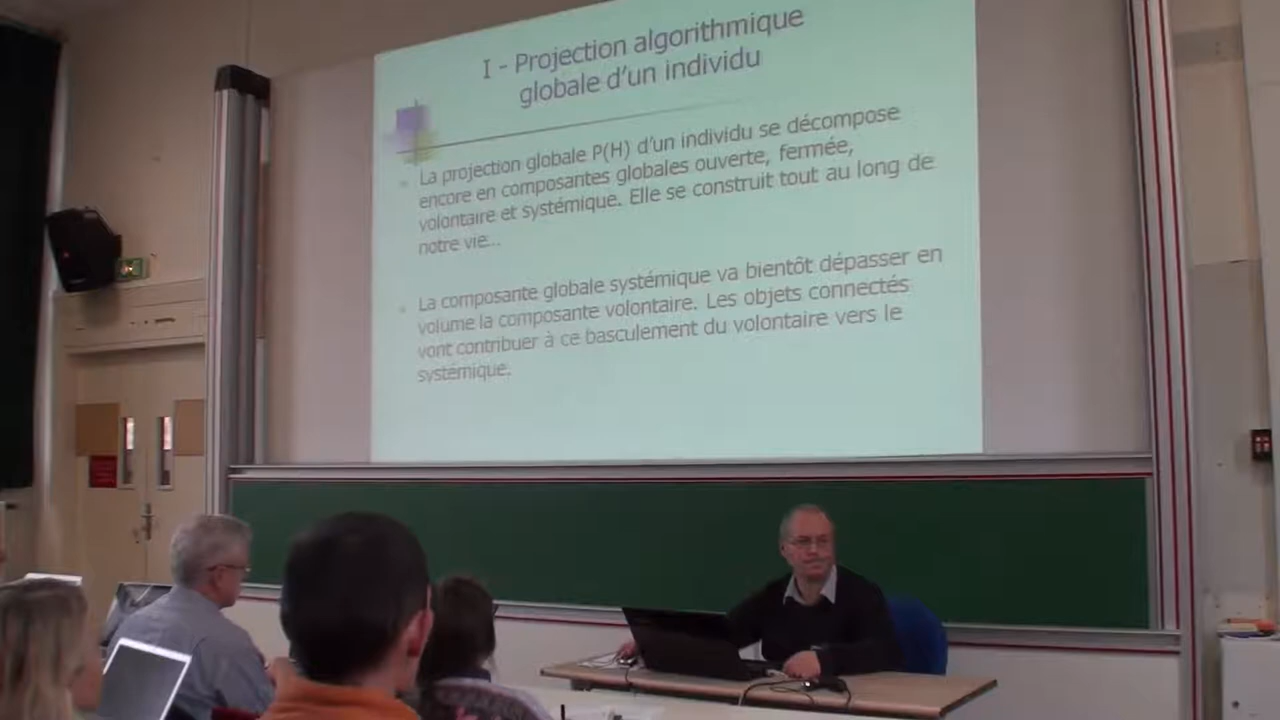 I - Projection algorithmique
globale d'un individu
La projection globale P(H) d'un individu se décompose
encore en composantes globales ouverte, fermée,
volontaire et systémique. Elle se construit tout au long de
notre vie...
La composante globale systémique va bientôt dépasser en
volume la composante volontaire. Les objets connectés
vont contribuer à ce basculement du volontaire vers le
systémique.